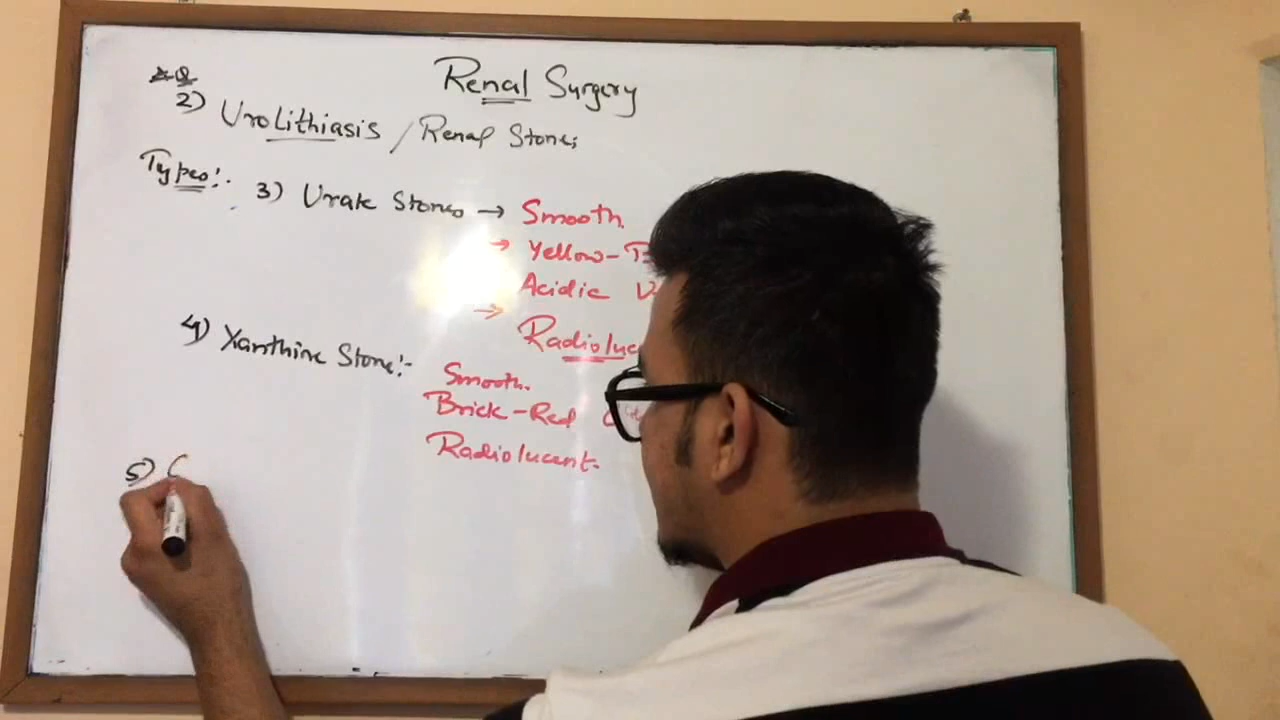 Renal Surgery
Q
2) Urolithiasis / Renal Stones
Types:-
3) Urate Stones → Smooth.
→ Yellow-
Acidic
→ Radioluc
4) Xanthine Stone:-
Smooth.
Brick-Red
Radiolucent.
5) C